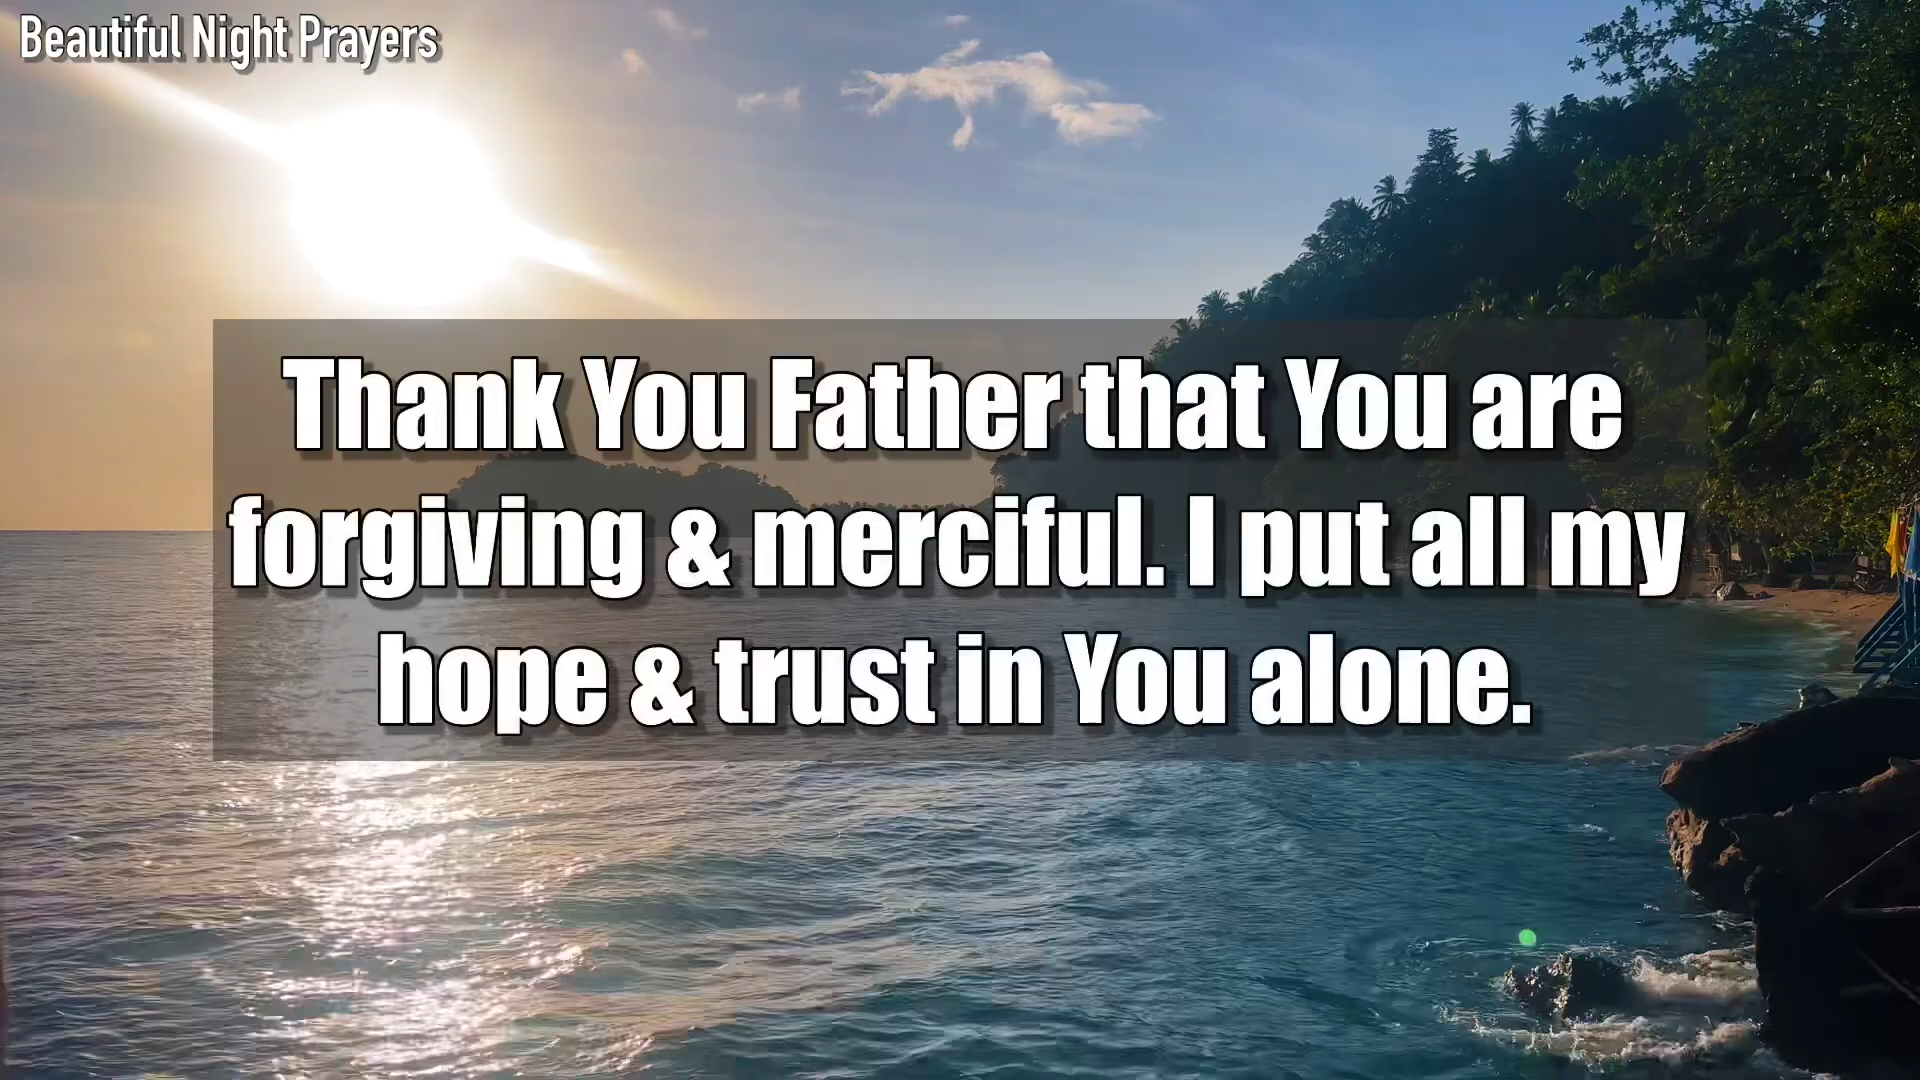 Beautiful Night Prayers
Thank You Father that You are
forgiving & merciful. I put all my
hope & trust in You alone.